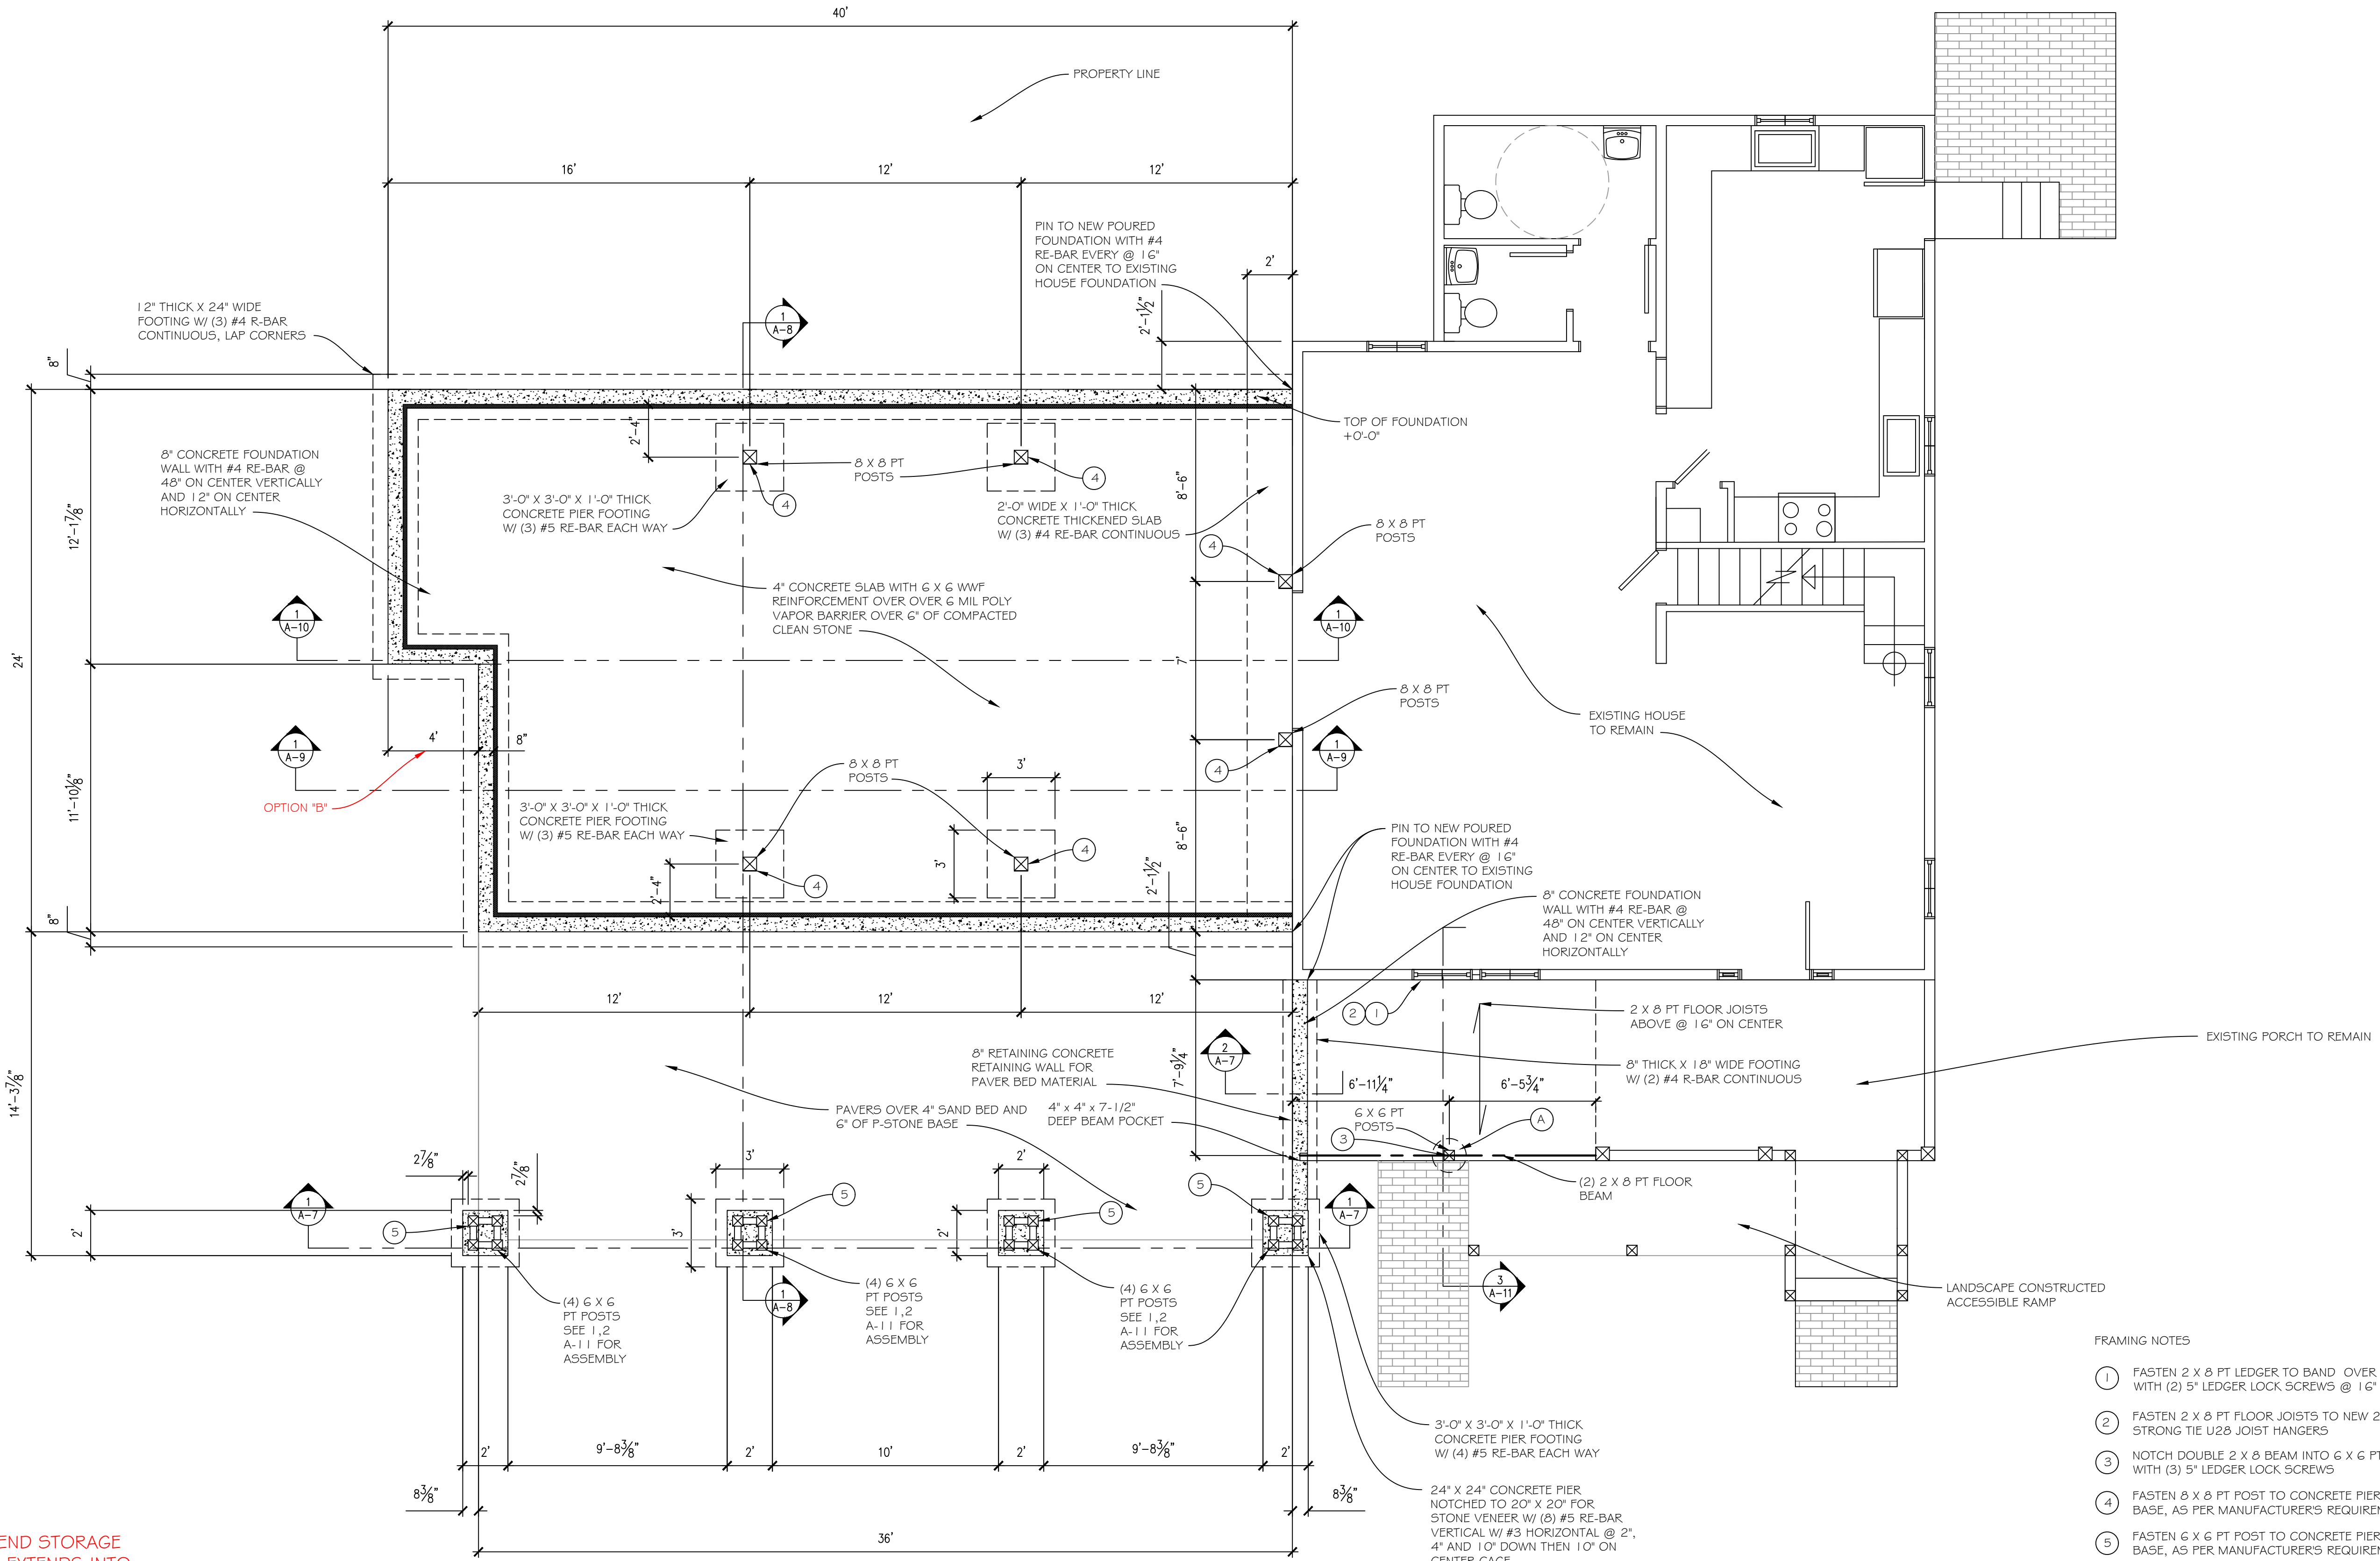 40'
PROPERTY LINE
16'
12'
12'
PIN TO NEW POURED
FOUNDATION WITH #4
RE-BAR EVERY @ 16"
ON CENTER TO EXISTING
HOUSE FOUNDATION
2'
2'-1½"
12" THICK X 24" WIDE
FOOTING W/ (3) #4 R-BAR
CONTINUOUS, LAP CORNERS
1
A-8
8"
TOP OF FOUNDATION
+0'-0"
2'-4"
8" CONCRETE FOUNDATION
WALL WITH #4 RE-BAR @
48" ON CENTER VERTICALLY
AND 12" ON CENTER
HORIZONTALLY
8 X 8 PT
POSTS
4
4
3'-0" X 3'-0" X 1'-0" THICK
CONCRETE PIER FOOTING
W/ (3) #5 RE-BAR EACH WAY
2'-0" WIDE X 1'-0" THICK
CONCRETE THICKENED SLAB
W/ (3) #4 RE-BAR CONTINUOUS
8'-6"
8 X 8 PT
POSTS
4
12'-1⅞"
4" CONCRETE SLAB WITH 6 X 6 WWF
REINFORCEMENT OVER OVER 6 MIL POLY
VAPOR BARRIER OVER 6" OF COMPACTED
CLEAN STONE
1
A-10
1
A-10
24'
7'
8 X 8 PT
POSTS
EXISTING HOUSE
TO REMAIN
4'
8"
1
A-9
1
A-9
OPTION "B"
8 X 8 PT
POSTS
3'
4
11'-10⅛"
3'-0" X 3'-0" X 1'-0" THICK
CONCRETE PIER FOOTING
W/ (3) #5 RE-BAR EACH WAY
4
4
2'-4"
3'
8'-6"
2'-1½"
PIN TO NEW POURED
FOUNDATION WITH #4
RE-BAR EVERY @ 16"
ON CENTER TO EXISTING
HOUSE FOUNDATION
8" CONCRETE FOUNDATION
WALL WITH #4 RE-BAR @
48" ON CENTER VERTICALLY
AND 12" ON CENTER
HORIZONTALLY
8"
12'
12'
12'
2
1
2 X 8 PT FLOOR JOISTS
ABOVE @ 16" ON CENTER
EXISTING PORCH TO REMAIN
8" RETAINING CONCRETE
RETAINING WALL FOR
PAVER BED MATERIAL
2
A-7
7'-9¼"
8" THICK X 18" WIDE FOOTING
W/ (2) #4 R-BAR CONTINUOUS
6'-11¼"
6'-5¾"
14'-3⅞"
PAVERS OVER 4" SAND BED AND
6" OF P-STONE BASE
4" x 4" x 7-1/2"
DEEP BEAM POCKET
6 X 6 PT
POSTS
3
A
2⅞"
2⅞"
3'
2'
(2) 2 X 8 PT FLOOR
BEAM
1
A-7
5
5
5
5
1
A-7
2'
3'
2'
(4) 6 X 6
PT POSTS
SEE 1,2
A-11 FOR
ASSEMBLY
1
A-8
(4) 6 X 6
PT POSTS
SEE 1,2
A-11 FOR
ASSEMBLY
(4) 6 X 6
PT POSTS
SEE 1,2
A-11 FOR
ASSEMBLY
3
A-11
LANDSCAPE CONSTRUCTED
ACCESSIBLE RAMP
2'
9'-8⅜"
2'
10'
2'
9'-8⅜"
2'
8⅜"
8⅜"
36'
3'-0" X 3'-0" X 1'-0" THICK
CONCRETE PIER FOOTING
W/ (4) #5 RE-BAR EACH WAY
24" X 24" CONCRETE PIER
NOTCHED TO 20" X 20" FOR
STONE VENEER W/ (8) #5 RE-BAR
VERTICAL W/ #3 HORIZONTAL @ 2",
4" AND 10" DOWN THEN 10" ON
CENTER CAGE
FRAMING NOTES
1 FASTEN 2 X 8 PT LEDGER TO BAND OVER
WITH (2) 5" LEDGER LOCK SCREWS @ 16"
2 FASTEN 2 X 8 PT FLOOR JOISTS TO NEW 2
STRONG TIE U28 JOIST HANGERS
3 NOTCH DOUBLE 2 X 8 BEAM INTO 6 X 6 PT
WITH (3) 5" LEDGER LOCK SCREWS
4 FASTEN 8 X 8 PT POST TO CONCRETE PIER
BASE, AS PER MANUFACTURER'S
5 FASTEN 6 X 6 PT POST TO CONCRETE PIER
BASE, AS PER MANUFACTURER'S
END STORAGE
EXTENDS INTO